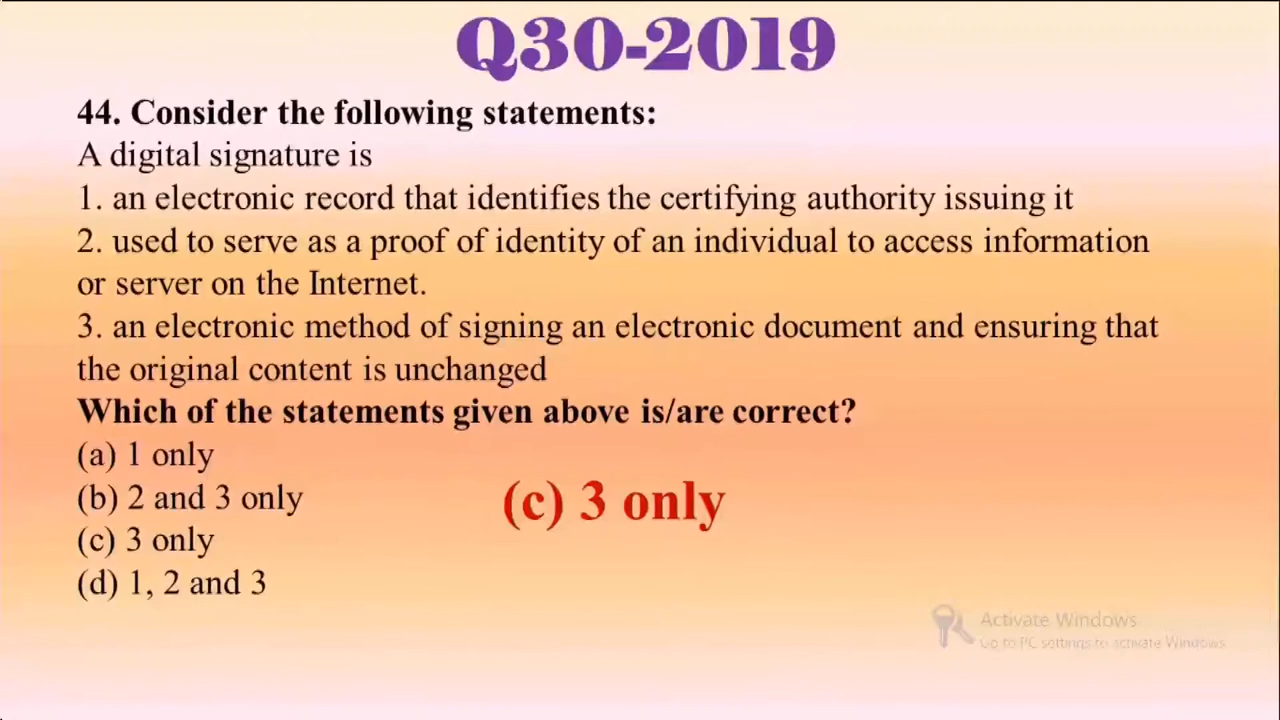 Q30-2019
44. Consider the following statements:
A digital signature is
1. an electronic record that identifies the certifying authority issuing it
2. used to serve as a proof of identity of an individual to access information
or server on the Internet.
3. an electronic method of signing an electronic document and ensuring that
the original content is unchanged
Which of the statements given above is/are correct?
(a) 1 only
(b) 2 and 3 only
(c) 3 only
(c) 3 only
(d) 1, 2 and 3
Activate Windows
Go to PC settings to activate Windows.